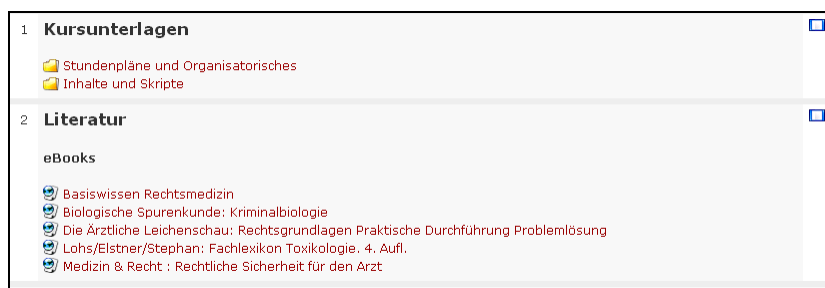 1 Kursunterlagen
Stundenpläne und Organisatorisches
Inhalte und Skripte
2 Literatur
eBooks
Basiswissen Rechtsmedizin
Biologische Spurenkunde: Kriminalbiologie
Die Ärztliche Leichenschau: Rechtsgrundlagen Praktische Durchführung Problemlösung
Lohs/Elstner/Stephan: Fachlexikon Toxikologie. 4. Aufl.
Medizin & Recht : Rechtliche Sicherheit für den Arzt